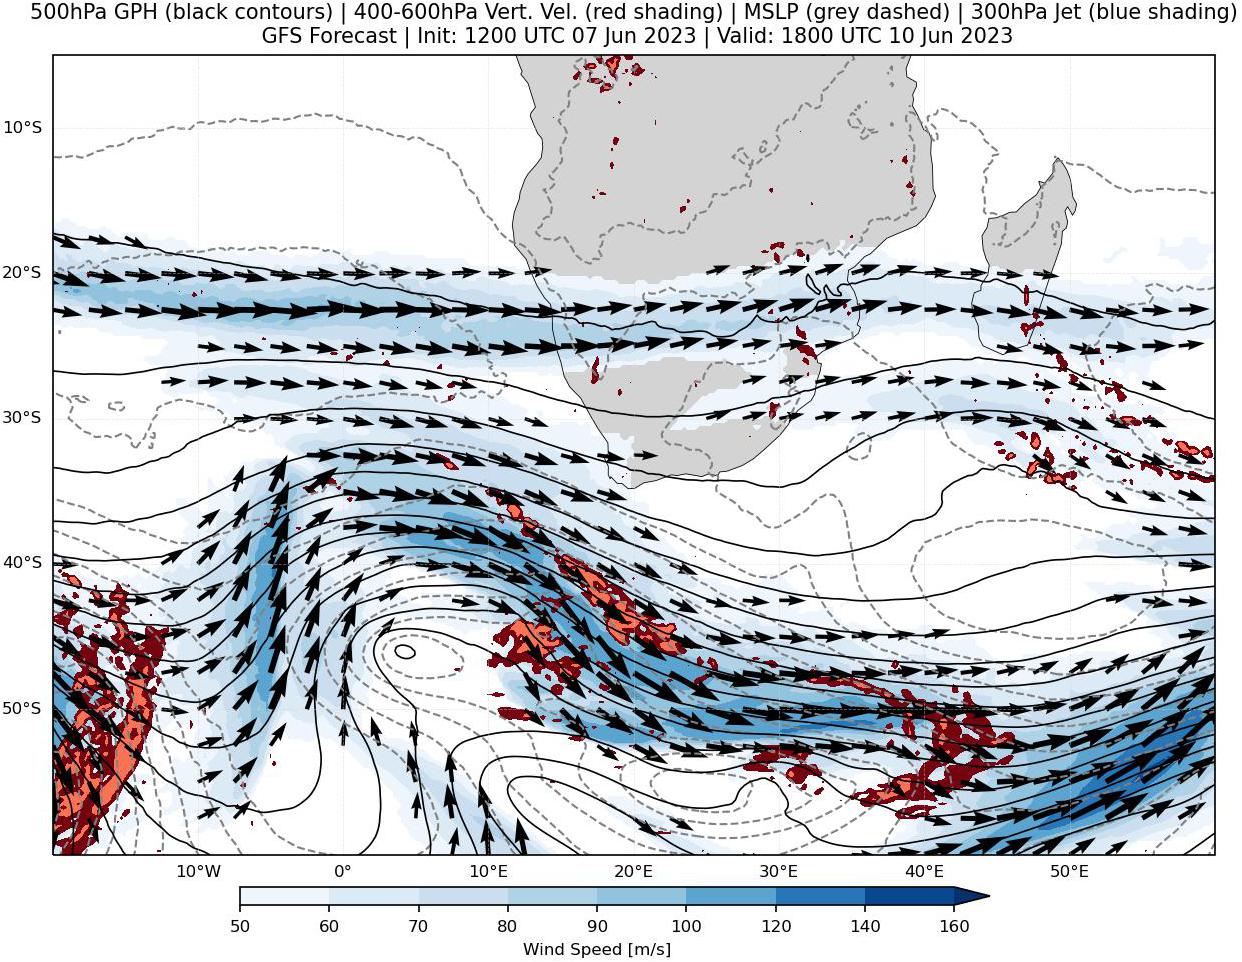 500hPa GPH (black contours) | 400-600hPa Vert. Vel. (red shading) | MSLP (grey dashed) | 300hPa Jet (blue shading)
GFS Forecast | Init: 1200 UTC 07 Jun 2023 | Valid: 1800 UTC 10 Jun 2023
10°S
20°S
30°S
40°S
50°S
10°W 0° 10°E 20°E 30°E 40°E 50°E
50 60 70 80 90 100 120 140 160
Wind Speed [m/s]